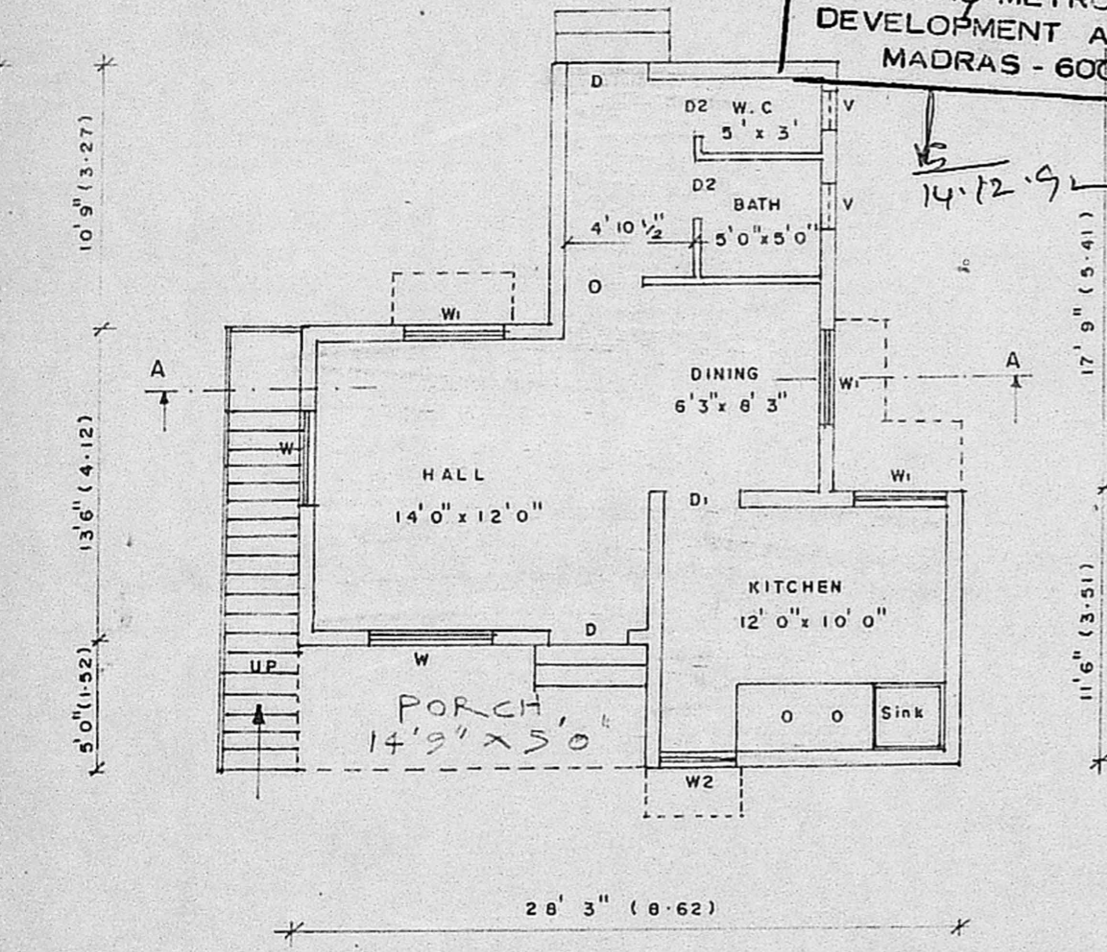 DEVELOPMENT A
MADRAS - 600
14.12.92
D
D2 W.C
5' x 3'
V
D2
BATH
5'0"x5'0"
V
4' 10 ½"
O
10'9" (3.27)
17' 9" (5.41)
W1
A
A
DINING
6'3"x 8' 3"
W1
W
HALL
14'0" x 12'0"
13'6" (4.12)
W1
D1
KITCHEN
12' 0"x 10' 0"
11'6" (3.51)
D
W
UP
PORCH
14'9" X 5'0"
5'0"(1.52)
O O
Sink
W2
28' 3" (8.62)